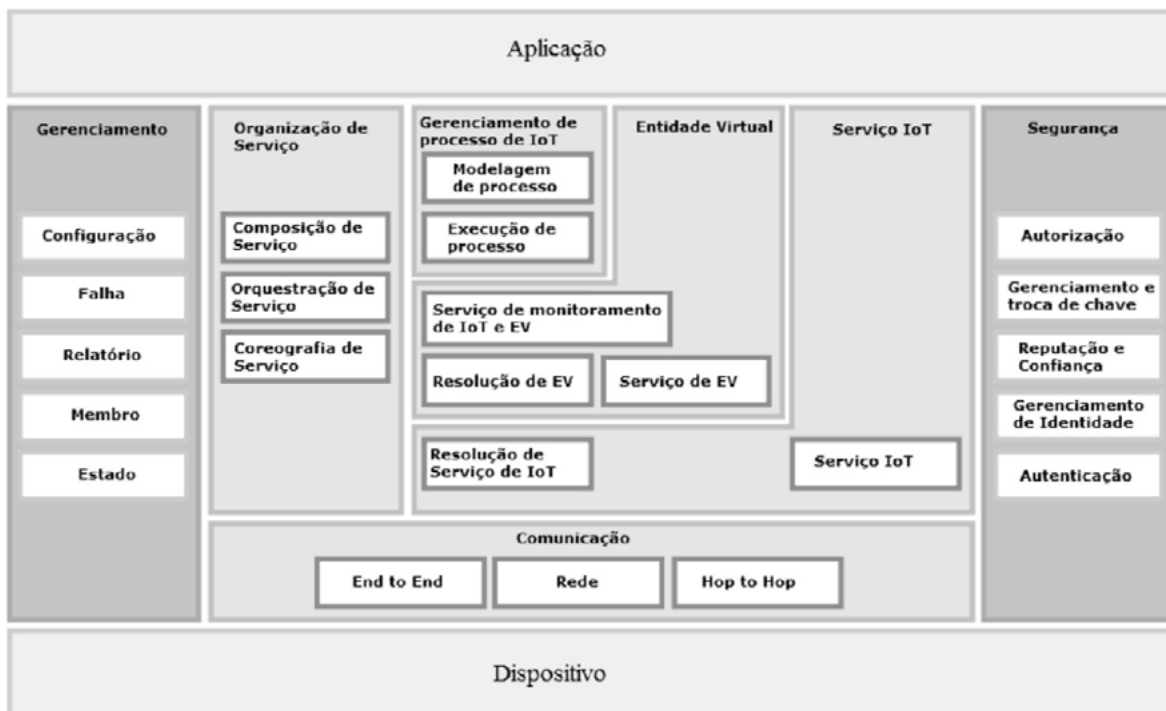 Aplicação
Gerenciamento
Configuração
Falha
Relatório
Membro
Estado
Organização de
Serviço
Composição de
Serviço
Orquestração de
Serviço
Coreografia de
Serviço
Gerenciamento de
processo de IoT
Modelagem
de processo
Execução de
processo
Entidade Virtual
Serviço de monitoramento
de IoT e EV
Resolução de EV
Serviço de EV
Serviço IoT
Resolução de
Serviço de IoT
Serviço IoT
Segurança
Autorização
Gerenciamento e
troca de chave
Reputação e
Confiança
Gerenciamento
de Identidade
Autenticação
Comunicação
End to End
Rede
Hop to Hop
Dispositivo